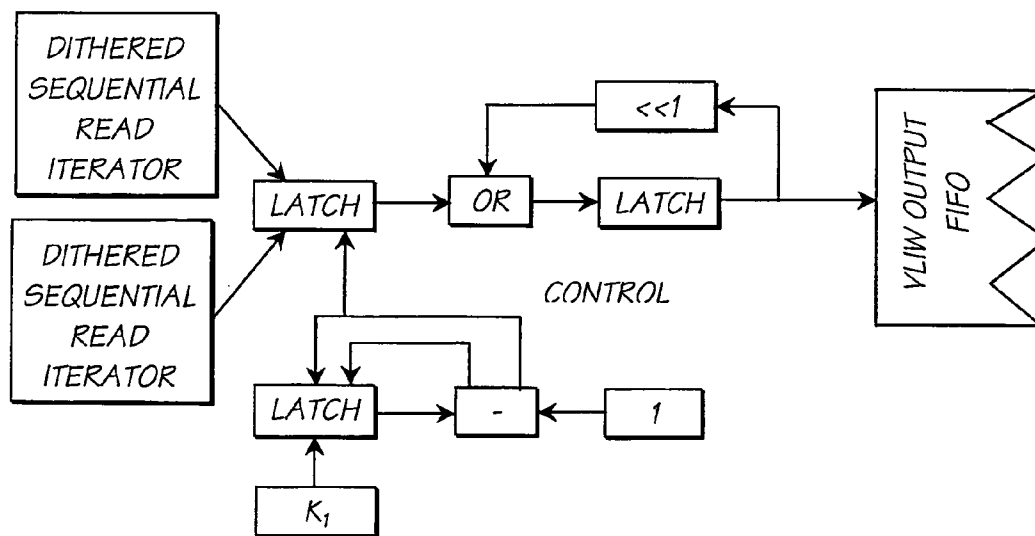 DITHERED
SEQUENTIAL
READ
ITERATOR
<<1
LATCH
OR
LATCH
VLIW OUTPUT
FIFO
DITHERED
SEQUENTIAL
READ
ITERATOR
CONTROL
LATCH
-
1
K₁